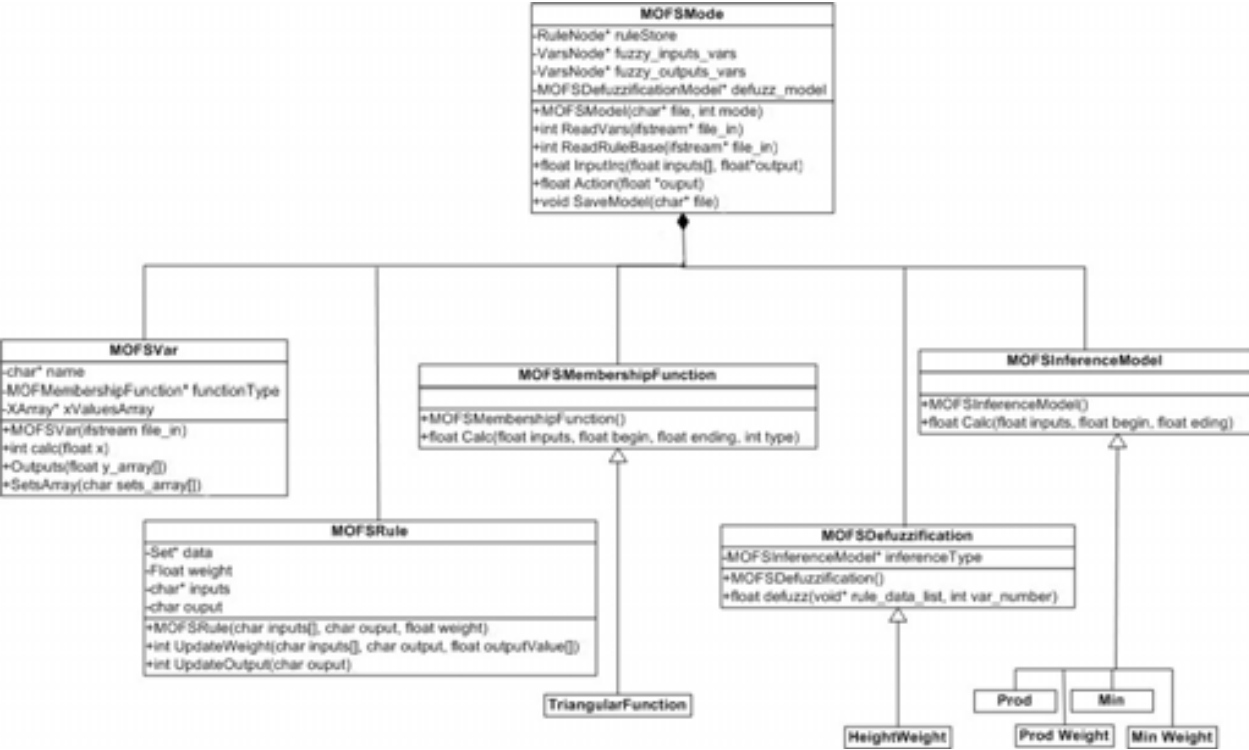 MOFSMode
-RuleNode* ruleStore
-VarsNode* fuzzy_inputs_vars
-VarsNode* fuzzy_outputs_vars
-MOFSDefuzzificationModel* defuzz_model
+MOFSModel(char* file, int mode)
+int ReadVars(ifstream* file_in)
+int ReadRuleBase(ifstream* file_in)
+float InputIrq(float inputs[], float*output)
+float Action(float *ouput)
+void SaveModel(char* file)
MOFSVar
-char* name
-MOFMembershipFunction* functionType
-XArray* xValuesArray
+MOFSVar(ifstream file_in)
+int calc(float x)
+Outputs(float y_array[])
+SetsArray(char sets_array[])
MOFSMembershipFunction
+MOFSMembershipFunction()
+float Calc(float inputs, float begin, float ending, int type)
MOFSInferenceModel
+MOFSInferenceModel()
+float Calc(float inputs, float begin, float eding)
MOFSRule
-Set* data
-Float weight
-char* inputs
-char ouput
+MOFSRule(char inputs[], char ouput, float weight)
+int UpdateWeight(char inputs[], char output, float outputValue[])
+int UpdateOutput(char ouput)
MOFSDefuzzification
-MOFSInferenceModel* inferenceType
+MOFSDefuzzification()
+float defuzz(void* rule_data_list, int var_number)
TriangularFunction
HeightWeight
Prod
Min
Prod Weight
Min Weight